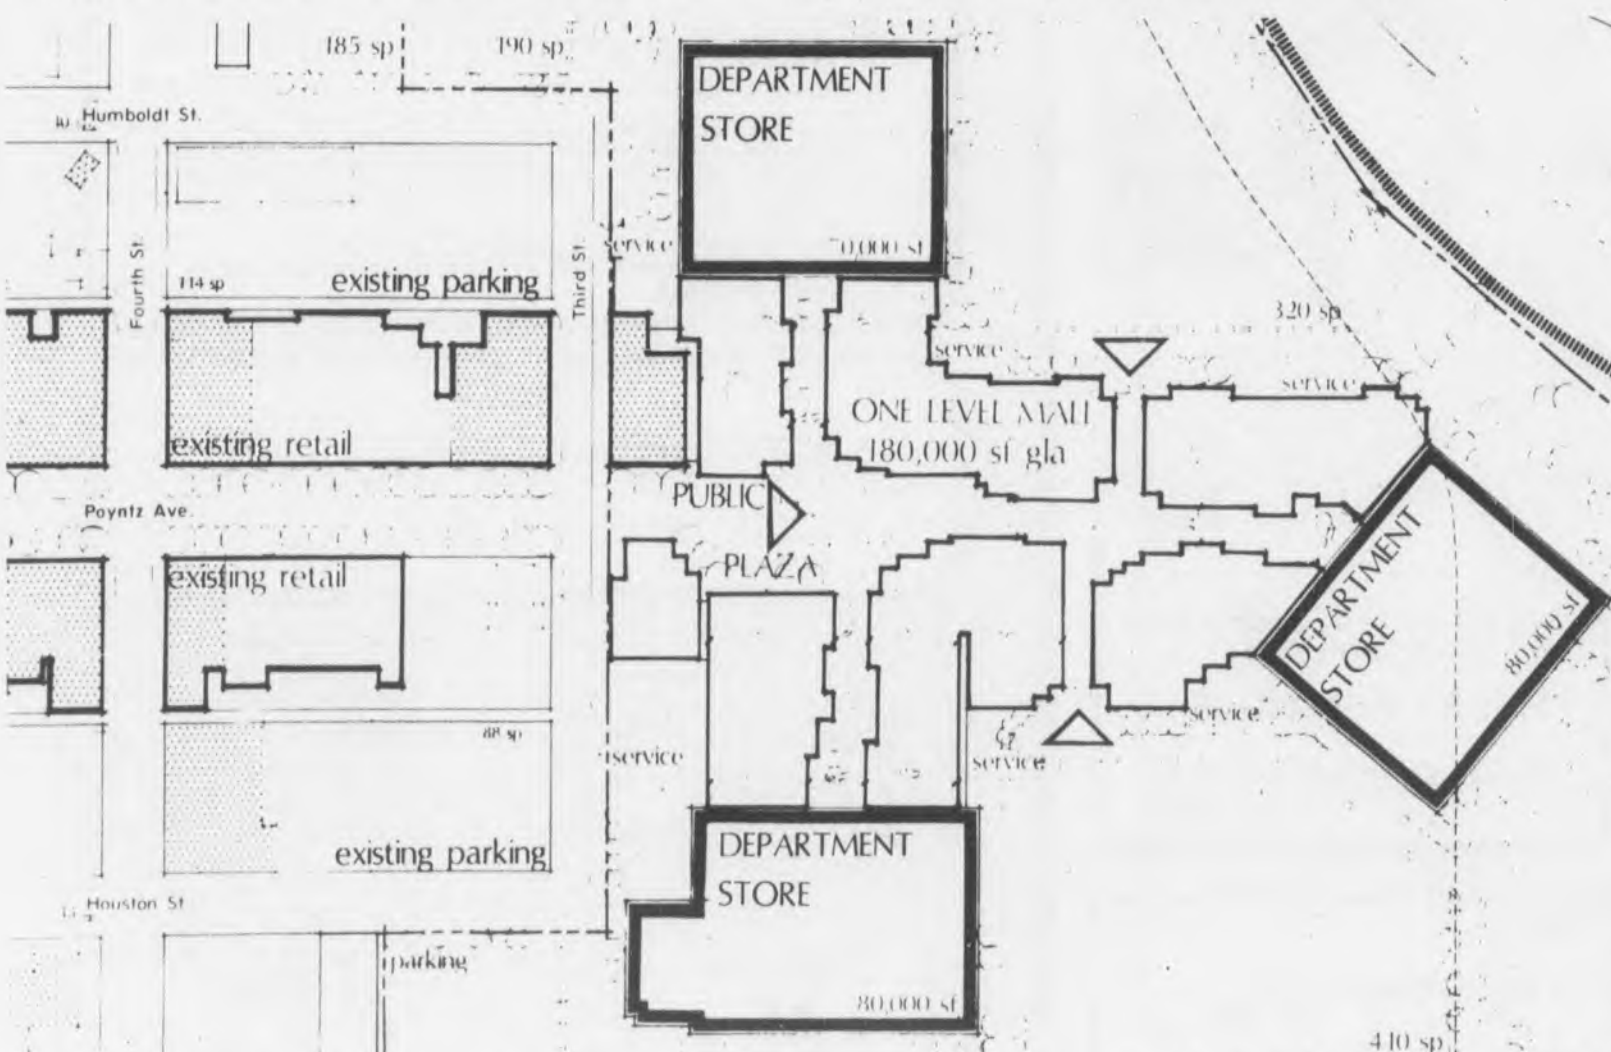 185 sp
190 sp
DEPARTMENT
STORE
Humboldt St.
service
0,000 sf
Fourth St.
Third St.
114 sp
existing parking
320 sp
service
service
ONE LEVEL MALL
180,000 sf gla
existing retail
PUBLIC
Poyntz Ave.
PLAZA
existing retail
DEPARTMENT
STORE
80,000 sf
88 sp
service
service
service
DEPARTMENT
STORE
existing parking
Houston St
parking
80,000 sf
410 sp